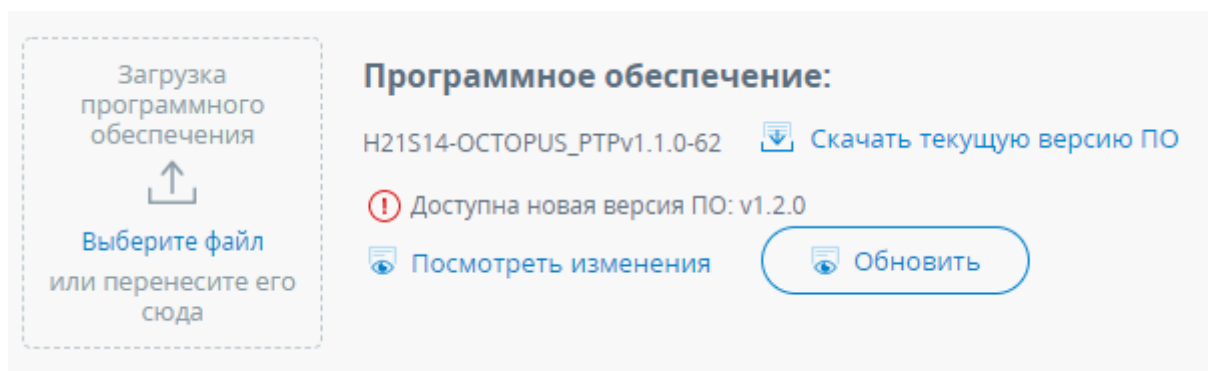 Загрузка
программного
обеспечения
Выберите файл
или перенесите его
сюда
Программное обеспечение:
H21S14-OCTOPUS_PTPv1.1.0-62 Скачать текущую версию ПО
Доступна новая версия ПО: v1.2.0
Посмотреть изменения Обновить